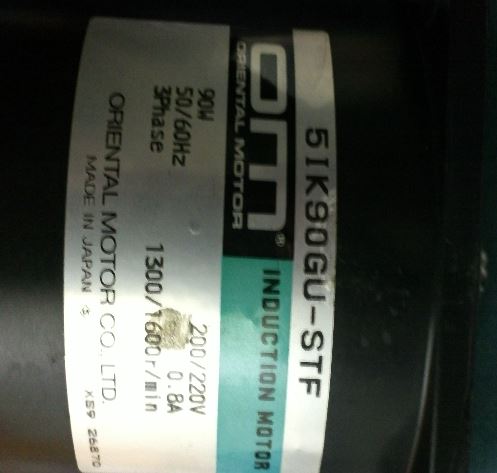 5IK90GU-STF
om®
ORIENTAL MOTOR
INDUCTION MOTOR
90W 200/220V
50/60Hz 0.8A
3Phase 1300/1600r/min
ORIENTAL MOTOR CO., LTD.
MADE IN JAPAN